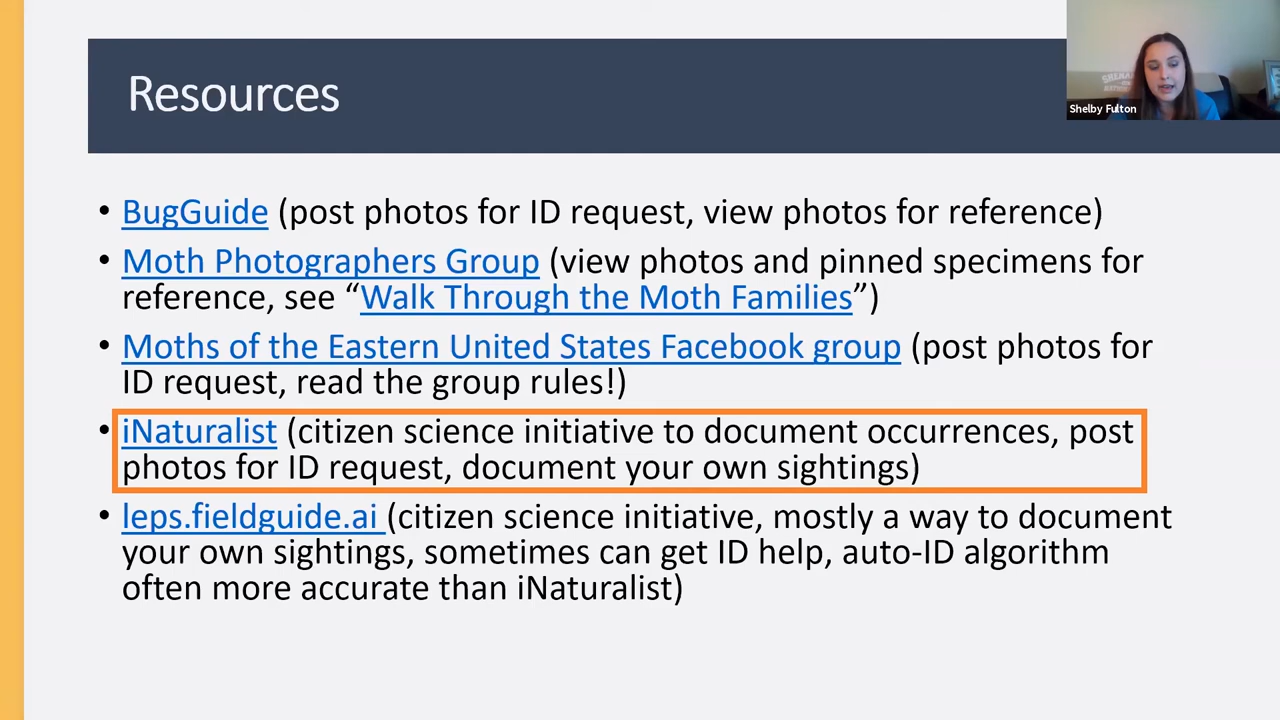 Resources
Shelby Fulton
• BugGuide (post photos for ID request, view photos for reference)
• Moth Photographers Group (view photos and pinned specimens for
reference, see “Walk Through the Moth Families”)
• Moths of the Eastern United States Facebook group (post photos for
ID request, read the group rules!)
• iNaturalist (citizen science initiative to document occurrences, post
photos for ID request, document your own sightings)
• leps.fieldguide.ai (citizen science initiative, mostly a way to document
your own sightings, sometimes can get ID help, auto-ID algorithm
often more accurate than iNaturalist)